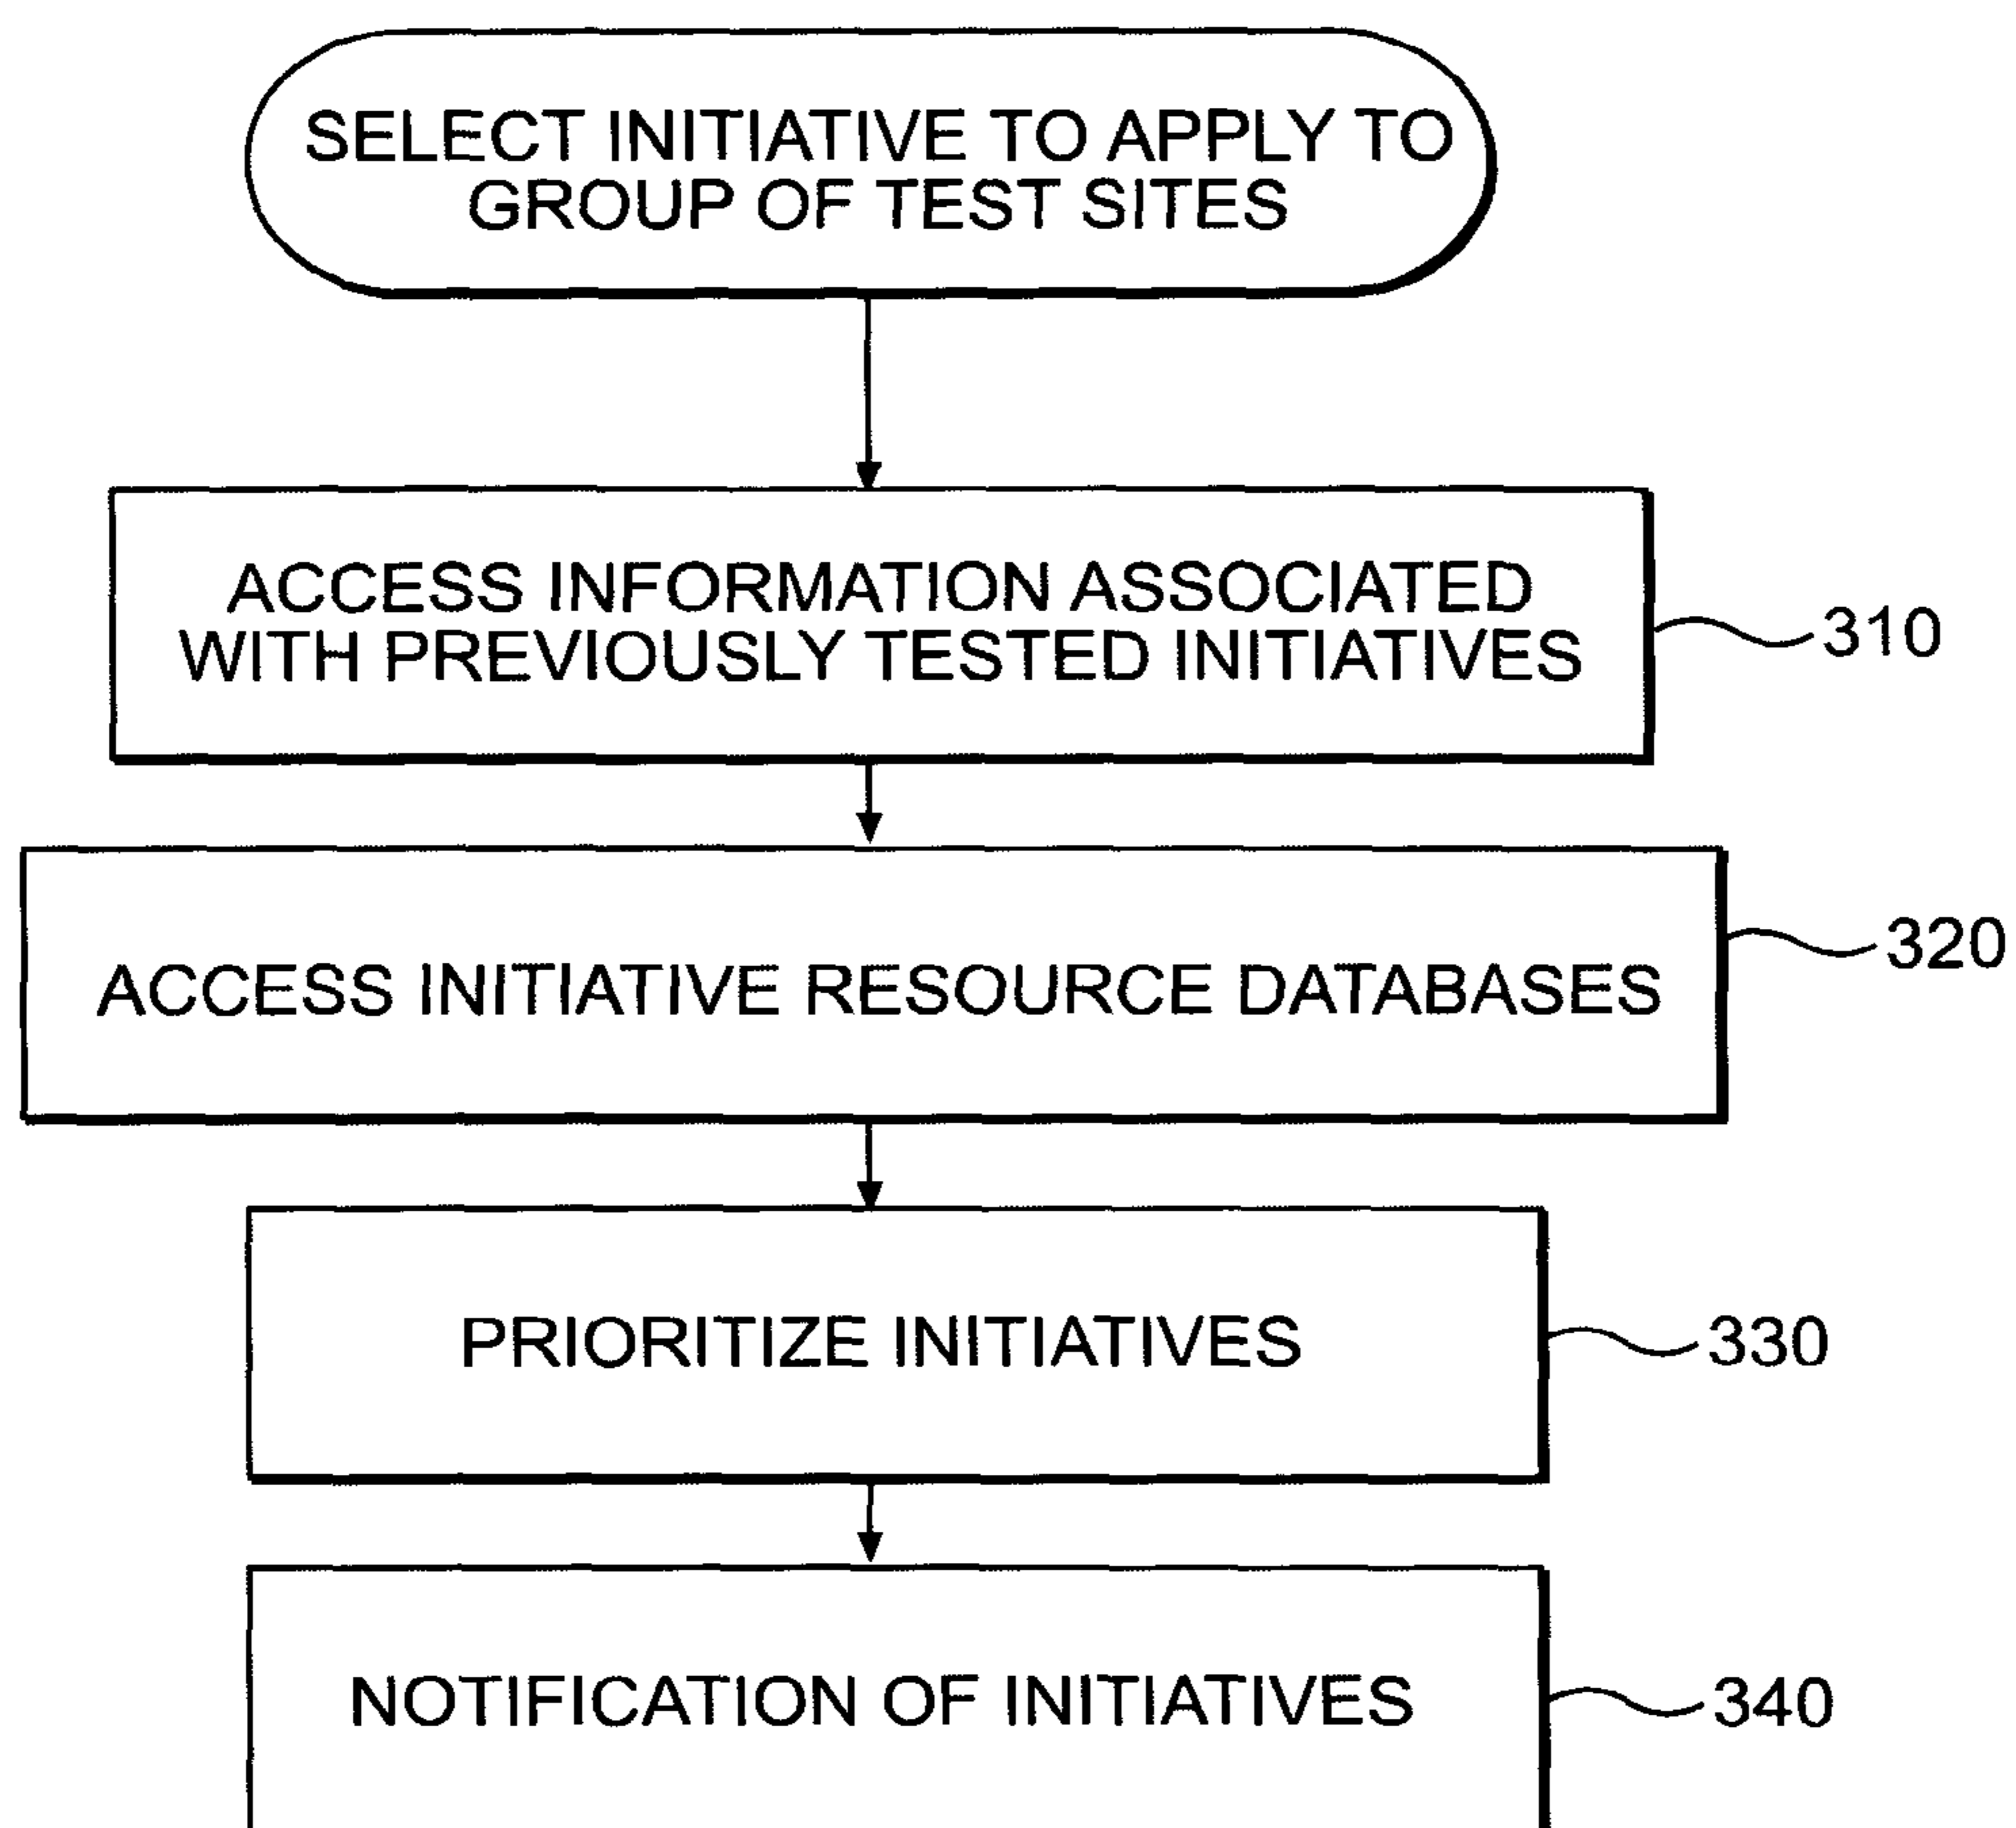 SELECT INITIATIVE TO APPLY TO
GROUP OF TEST SITES
ACCESS INFORMATION ASSOCIATED
WITH PREVIOUSLY TESTED INITIATIVES
310
ACCESS INITIATIVE RESOURCE DATABASES
320
PRIORITIZE INITIATIVES
330
NOTIFICATION OF INITIATIVES
340